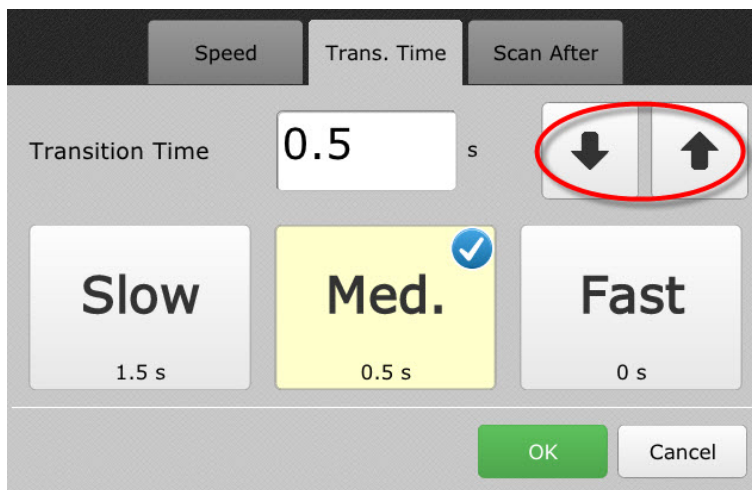 Speed Trans. Time Scan After
Transition Time 0.5 s
Slow Med. Fast
1.5 s 0.5 s 0 s
OK Cancel